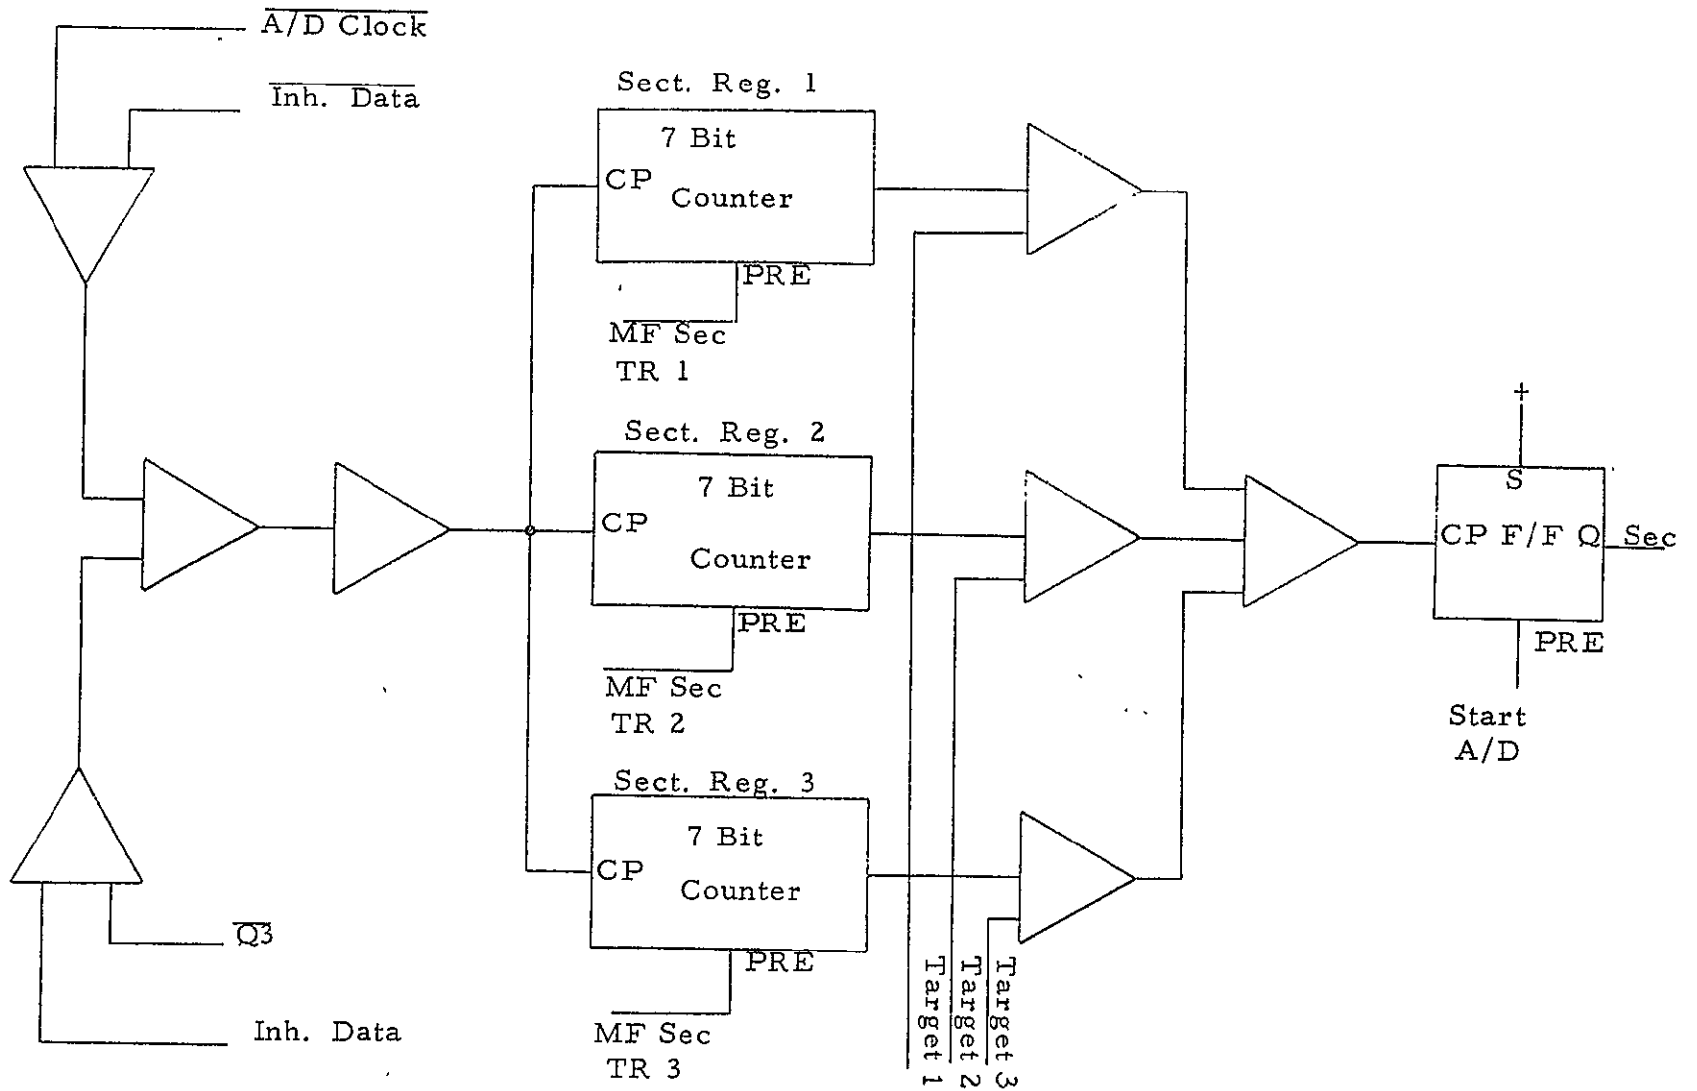 A/D Clock
Inh. Data
Sect. Reg. 1
7 Bit
CP
Counter
PRE
MF Sec
TR 1
Sect. Reg. 2
7 Bit
CP
Counter
PRE
MF Sec
TR 2
+
S
CP F/F Q
Sec
PRE
Start
A/D
Sect. Reg. 3
7 Bit
CP
Counter
PRE
MF Sec
TR 3
Q3
Inh. Data
Target 1
Target 2
Target 3